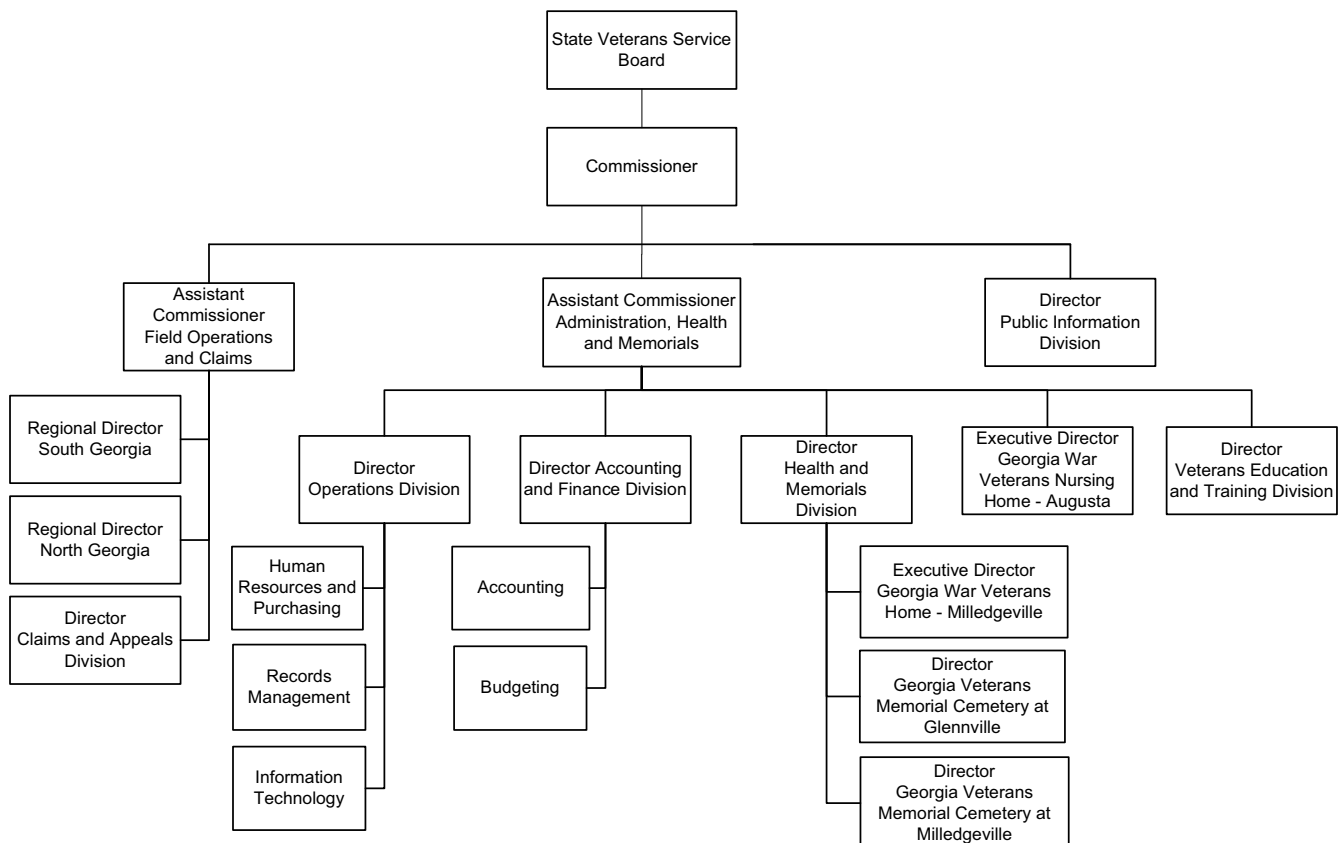 State Veterans Service
Board
Commissioner
Assistant
Commissioner
Field Operations
and Claims
Assistant Commissioner
Administration, Health
and Memorials
Director
Public Information
Division
Regional Director
South Georgia
Regional Director
North Georgia
Director
Claims and Appeals
Division
Director
Operations Division
Director Accounting
and Finance Division
Director
Health and
Memorials
Division
Executive Director
Georgia War
Veterans Nursing
Home - Augusta
Director
Veterans Education
and Training Division
Human
Resources and
Purchasing
Records
Management
Information
Technology
Accounting
Budgeting
Executive Director
Georgia War Veterans
Home - Milledgeville
Director
Georgia Veterans
Memorial Cemetery at
Glennville
Director
Georgia Veterans
Memorial Cemetery at
Milledgeville